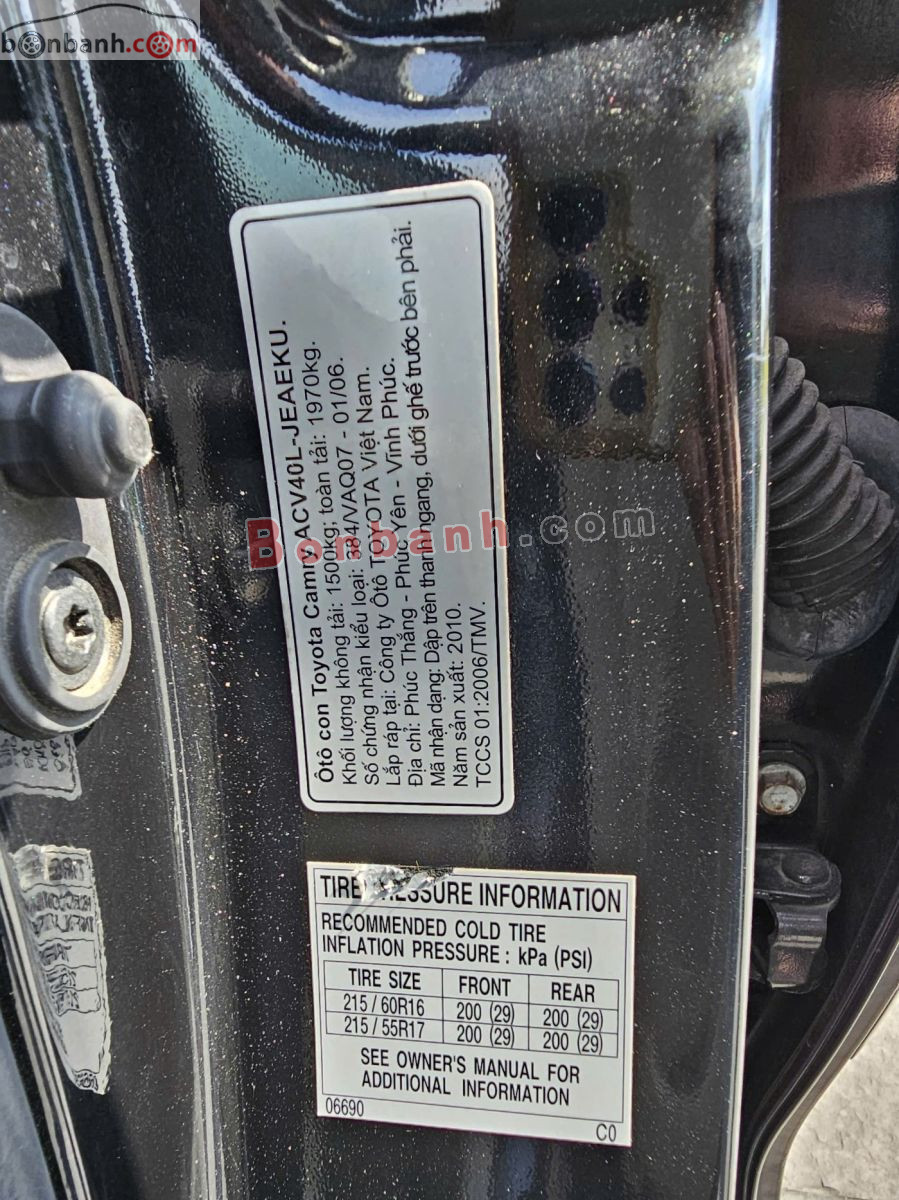 bonbanh.com
Ôtô con Toyota Camry ACV40L-JEAEKU.
Khối lượng không tải: 1500kg; toàn tải: 1970kg.
Số chứng nhận kiểu loại: 384/VAQ07 - 01/06.
Lắp ráp tại: Công ty Ôtô TOYOTA Việt Nam.
Địa chỉ: Phúc Thắng - Phúc Yên - Vĩnh Phúc.
Mã nhận dạng: Dập trên thanh ngang, dưới ghế trước bên phải.
Năm sản xuất: 2010.
TCCS 01:2006/TMV.
Bonbanh.com
TIRE PRESSURE INFORMATION
RECOMMENDED COLD TIRE
INFLATION PRESSURE : kPa (PSI)
TIRE SIZE FRONT REAR
215 / 60R16 200 (29) 200 (29)
215 / 55R17 200 (29) 200 (29)
SEE OWNER'S MANUAL FOR
ADDITIONAL INFORMATION
06690 C0